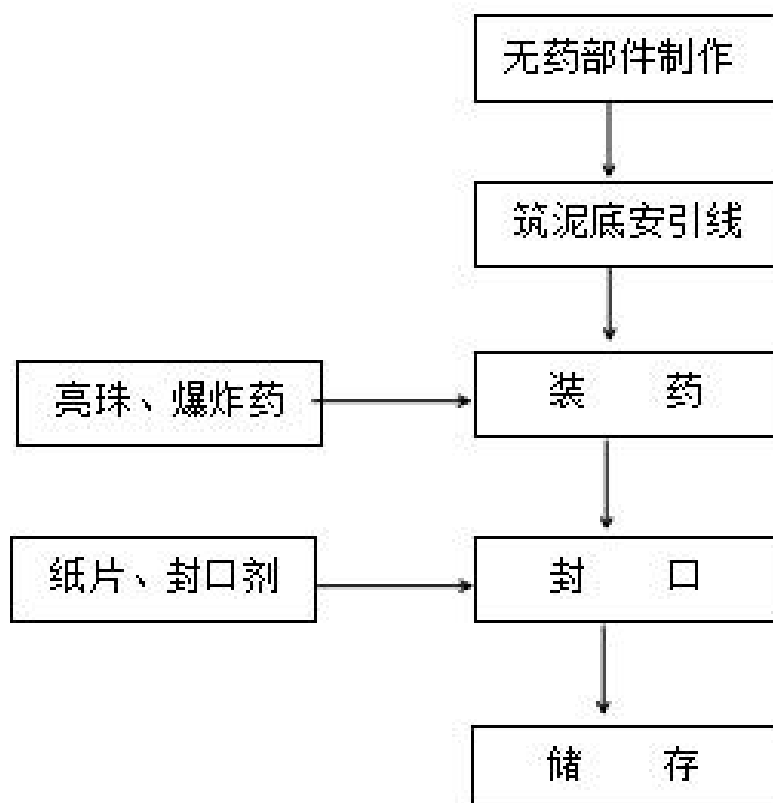 无药部件制作
筑泥底安引线
亮珠、爆炸药
装 药
纸片、封口剂
封 口
储 存